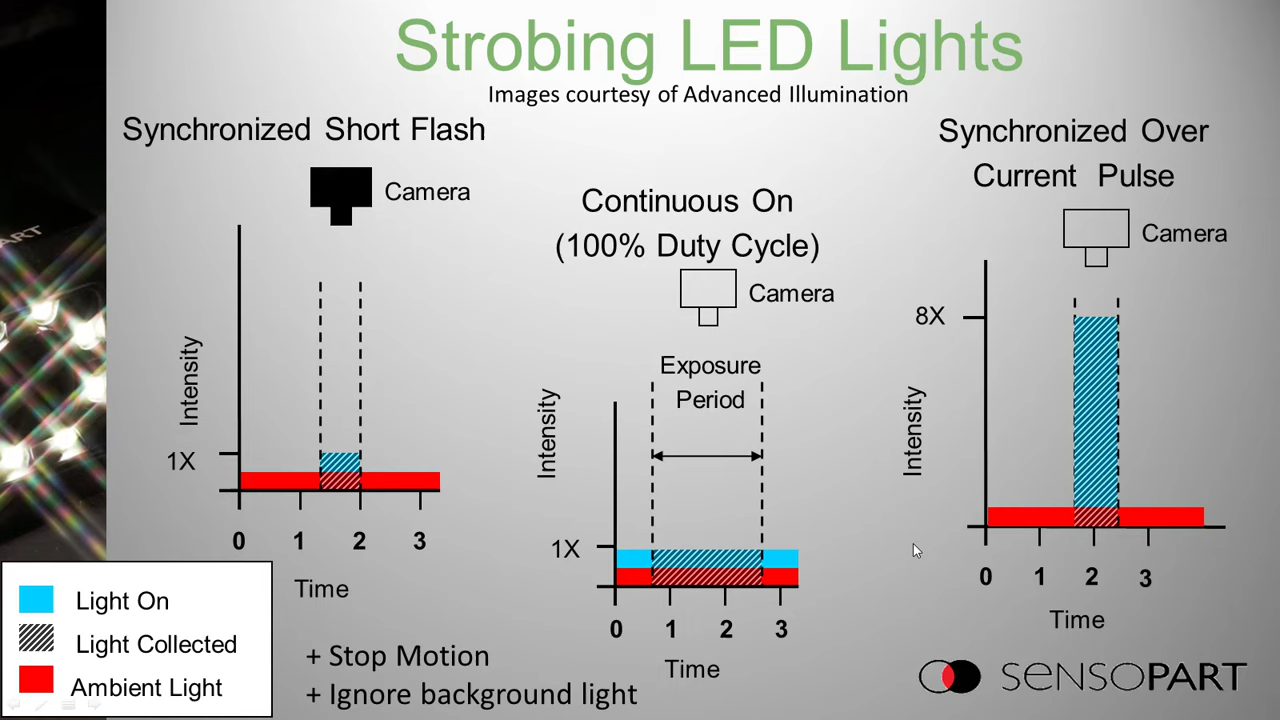 Strobing LED Lights
Images courtesy of Advanced Illumination
Synchronized Short Flash
Camera
Intensity
1X
0 1 2 3
Time
Continuous On
(100% Duty Cycle)
Camera
Exposure
Period
Intensity
1X
0 1 2 3
Time
Synchronized Over
Current Pulse
Camera
8X
Intensity
0 1 2 3
Time
Light On
Light Collected
Ambient Light
+ Stop Motion
+ Ignore background light
SENSOPART
ART